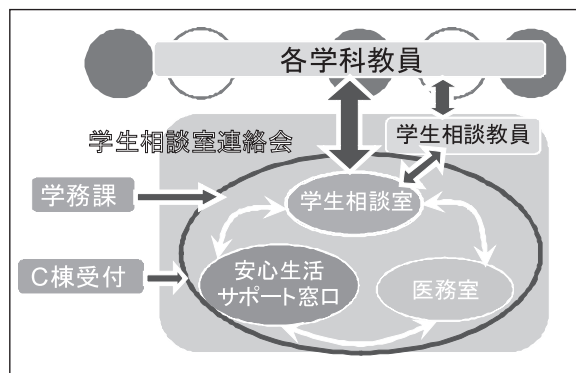 各学科教員
学生相談室連絡会
学生相談教員
学務課
学生相談室
C棟受付
安心生活
サポート窓口
医務室